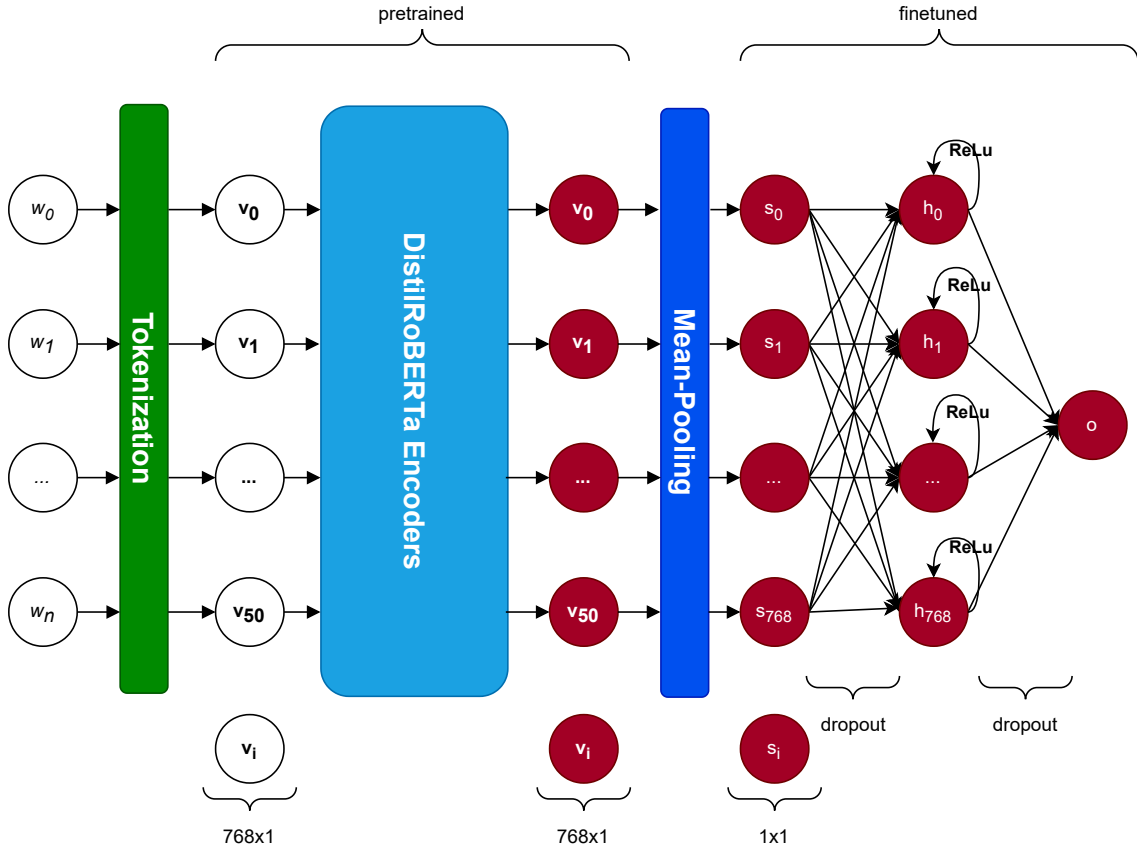 pretrained
finetuned
Tokenization
DistilRoBERTa Encoders
Mean-Pooling
w0
v0
v0
s0
h0
ReLu
w1
v1
v1
s1
h1
ReLu
...
...
...
...
...
ReLu
o
wn
v50
v50
s768
h768
ReLu
dropout
dropout
vi
vi
si
768x1
768x1
1x1